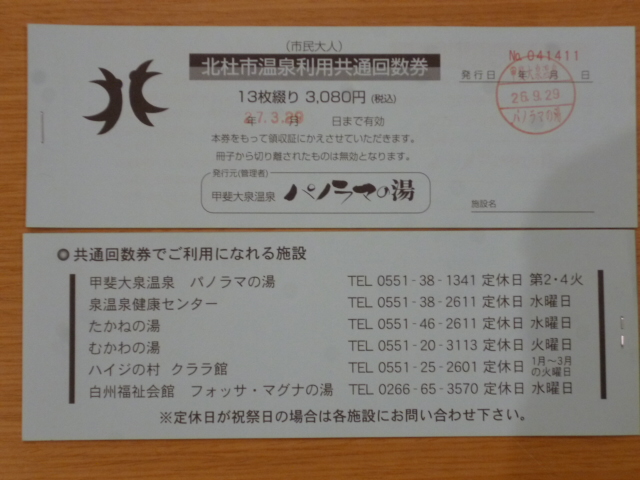 (市民大人)
北杜市温泉利用共通回数券
No 041411
発行日 年 月 日
26.9.29
パノラマの湯
13枚綴り 3,080円 (税込)
27.3.29
年 月 日まで有効
本券をもって領収証にかえさせていただきます。
冊子から切り離されたものは無効となります。
発行元(管理者)
甲斐大泉温泉 パノラマの湯
施設名
◎共通回数券でご利用になれる施設
甲斐大泉温泉 パノラマの湯 TEL 0551-38-1341 定休日 第2・4火
泉温泉健康センター TEL 0551-38-2611 定休日 水曜日
たかねの湯 TEL 0551-46-2611 定休日 水曜日
むかわの湯 TEL 0551-20-3113 定休日 火曜日
ハイジの村 クララ館 TEL 0551-25-2601 定休日 1月~3月の火曜日
白州福祉会館 フォッサ・マグナの湯 TEL 0266-65-3570 定休日 水曜日
※定休日が祝祭日の場合は各施設にお問い合わせ下さい。